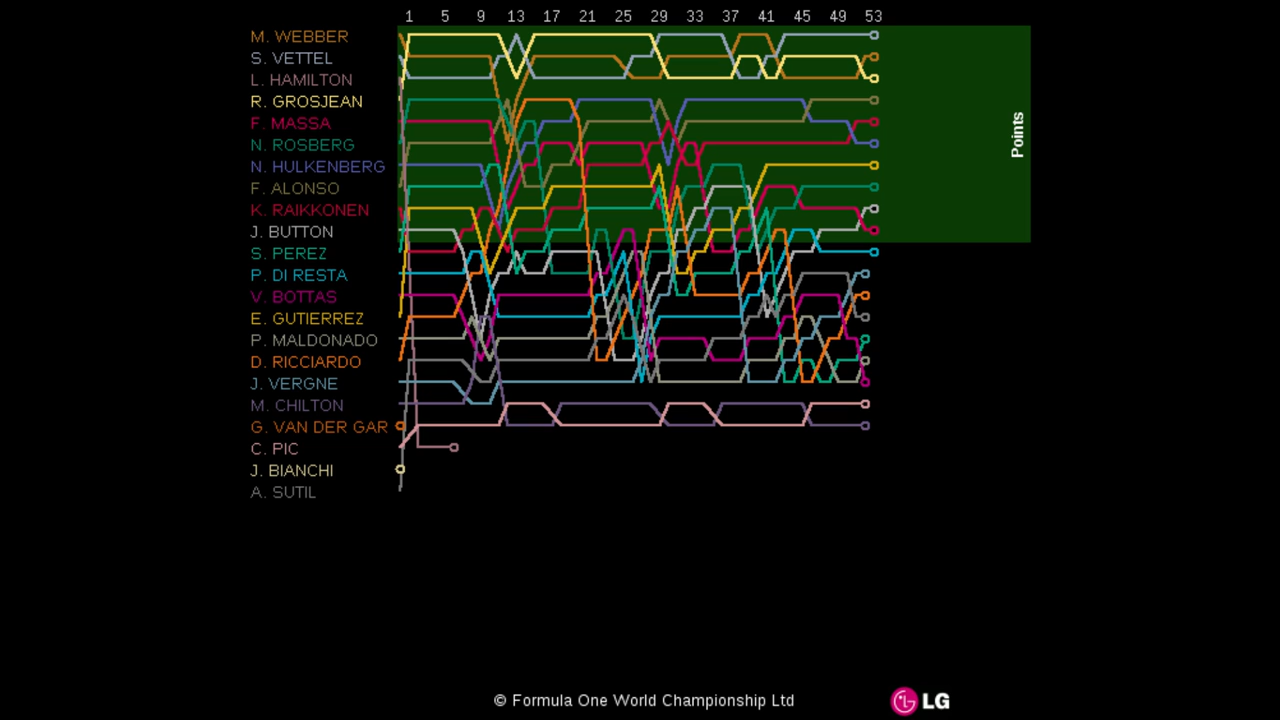 1 5 9 13 17 21 25 29 33 37 41 45 49 53
M. WEBBER
S. VETTEL
L. HAMILTON
R. GROSJEAN
F. MASSA
N. ROSBERG
N. HULKENBERG
F. ALONSO
K. RAIKKONEN
J. BUTTON
S. PEREZ
P. DI RESTA
V. BOTTAS
E. GUTIERREZ
P. MALDONADO
D. RICCIARDO
J. VERGNE
M. CHILTON
G. VAN DER GAR
C. PIC
J. BIANCHI
A. SUTIL
Points
© Formula One World Championship Ltd
LG